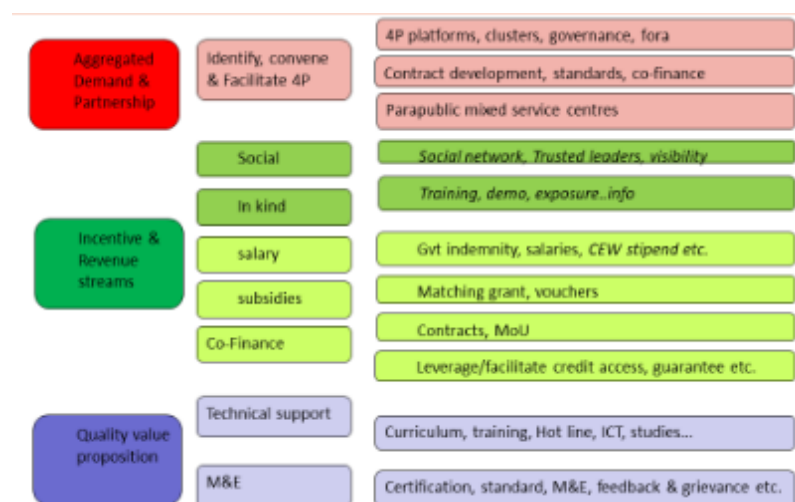 Aggregated
Demand &
Partnership
Identify, convene
& Facilitate 4P
4P platforms, clusters, governance, fora
Contract development, standards, co-finance
Parapublic mixed service centres
Incentive &
Revenue
streams
Social
Social network, Trusted leaders, visibility
In kind
Training, demo, exposure..info
salary
Gvt indemnity, salaries, CEW stipend etc.
subsidies
Matching grant, vouchers
Co-Finance
Contracts, MoU
Leverage/facilitate credit access, guarantee etc.
Quality value
proposition
Technical support
Curriculum, training, Hot line, ICT, studies...
M&E
Certification, standard, M&E, feedback & grievance etc.